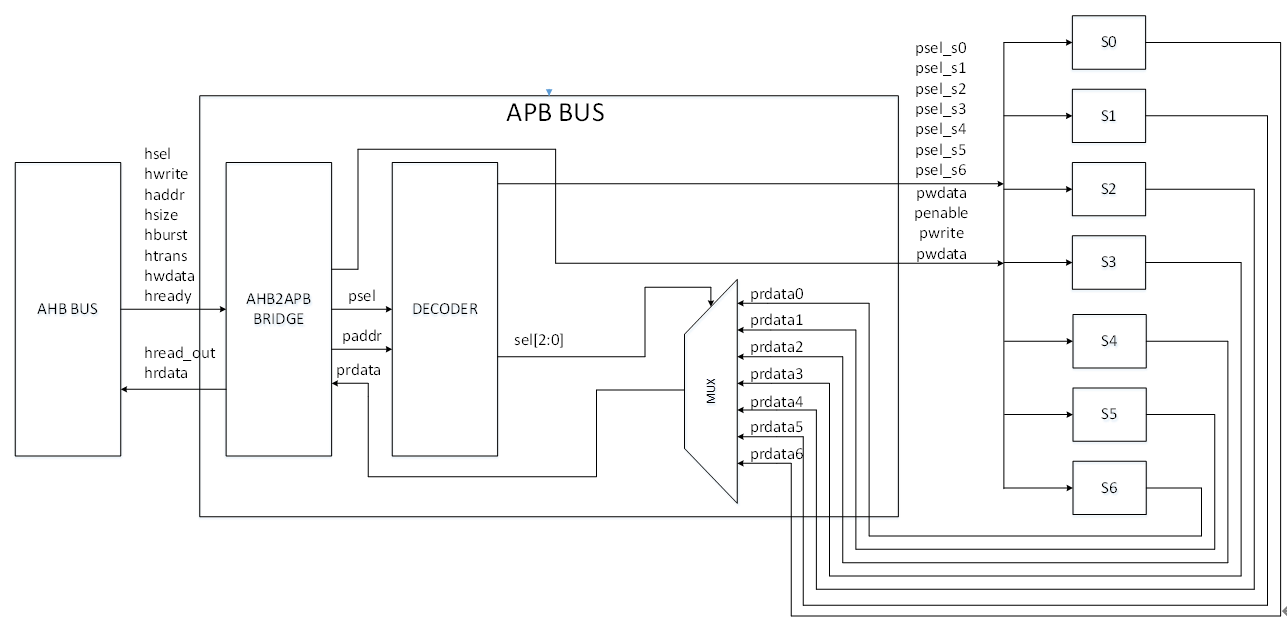 APB BUS
AHB BUS
hsel
hwrite
haddr
hsize
hburst
htrans
hwdata
hready
hread_out
hrdata
AHB2APB
BRIDGE
psel
paddr
prdata
DECODER
sel[2:0]
MUX
prdata0
prdata1
prdata2
prdata3
prdata4
prdata5
prdata6
psel_s0
psel_s1
psel_s2
psel_s3
psel_s4
psel_s5
psel_s6
pwdata
penable
pwrite
pwdata
S0
S1
S2
S3
S4
S5
S6